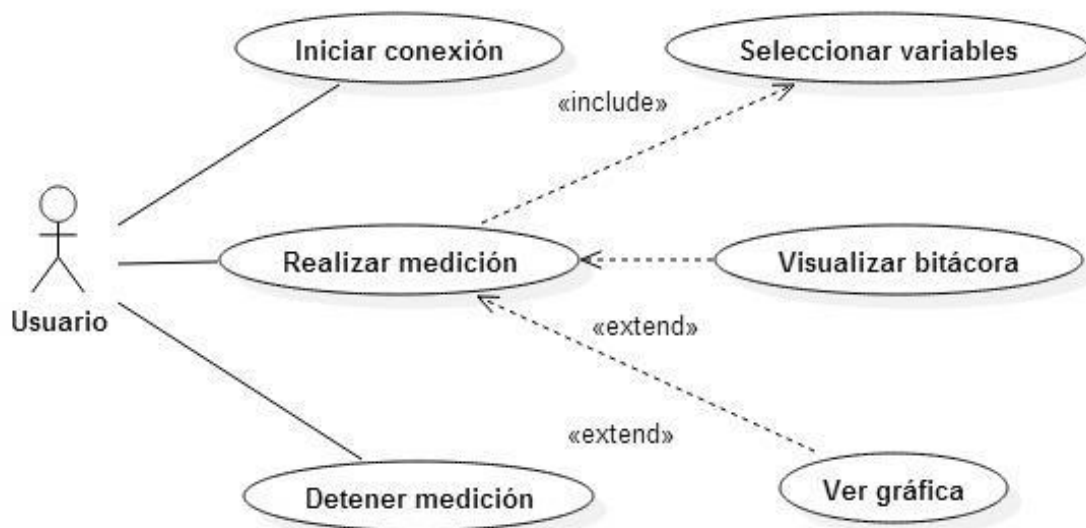 Iniciar conexión
Seleccionar variables
«include»
Realizar medición
Visualizar bitácora
Usuario
«extend»
«extend»
Detener medición
Ver gráfica